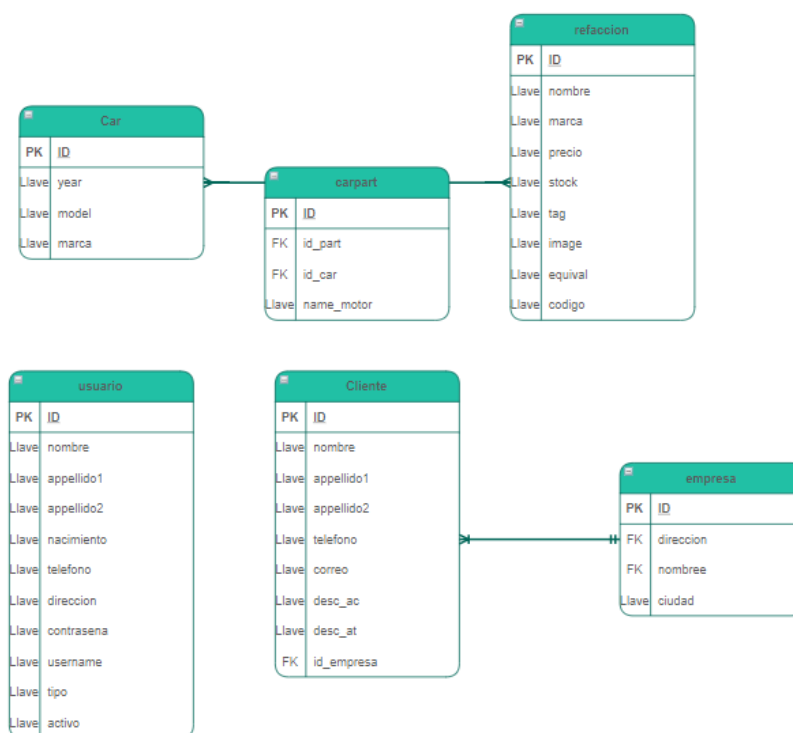 refaccion
PK ID
Llave nombre
Llave marca
Llave precio
Llave stock
Llave tag
Llave image
Llave equival
Llave codigo
Car
PK ID
Llave year
Llave model
Llave marca
carpart
PK ID
FK id_part
FK id_car
Llave name_motor
usuario
PK ID
Llave nombre
Llave appellido1
Llave appellido2
Llave nacimiento
Llave telefono
Llave direccion
Llave contrasena
Llave username
Llave tipo
Llave activo
Cliente
PK ID
Llave nombre
Llave appellido1
Llave appellido2
Llave telefono
Llave correo
Llave desc_ac
Llave desc_at
FK id_empresa
empresa
PK ID
FK direccion
FK nombree
Llave ciudad